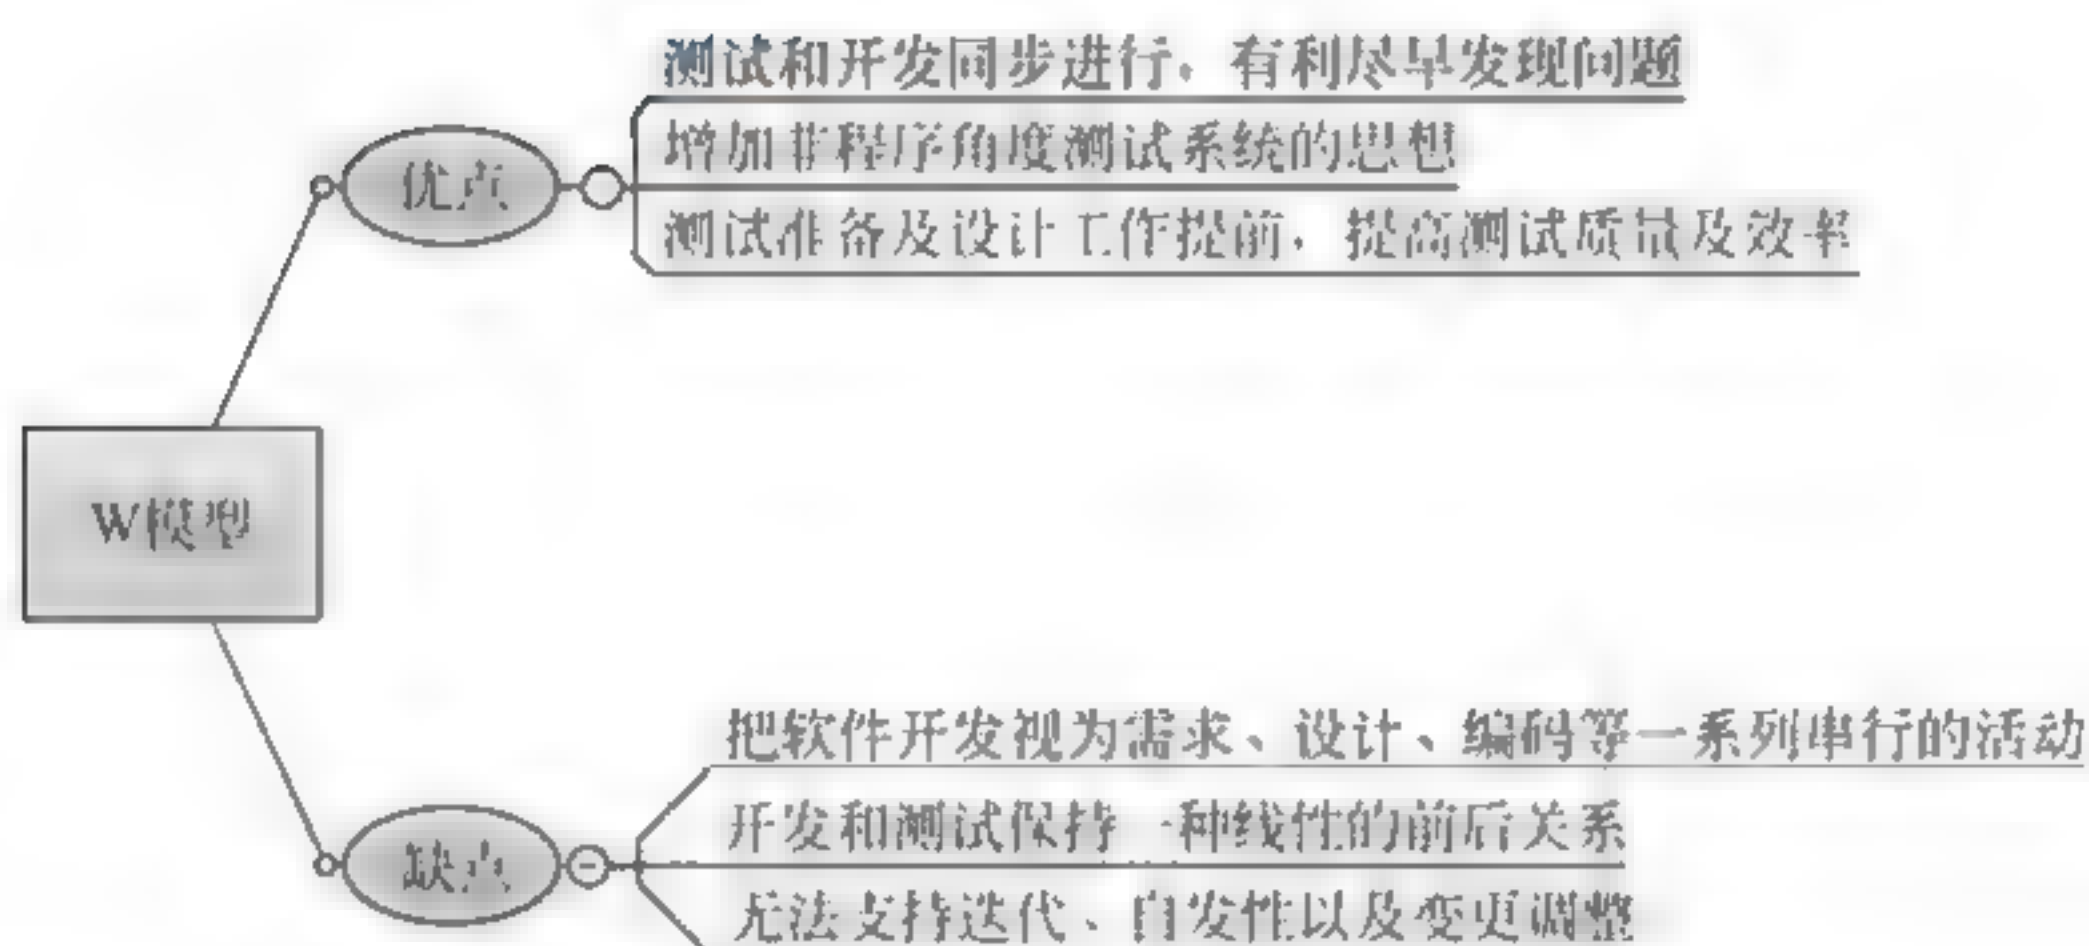 测试和开发同步进行，有利尽早发现问题
增加非程序角度测试系统的思想
优点
测试准备及设计工作提前，提高测试质量及效率
W模型
把软件开发视为需求、设计、编码等一系列串行的活动
开发和测试保持一种线性的前后关系
缺点
无法支持迭代、自发性以及变更调整